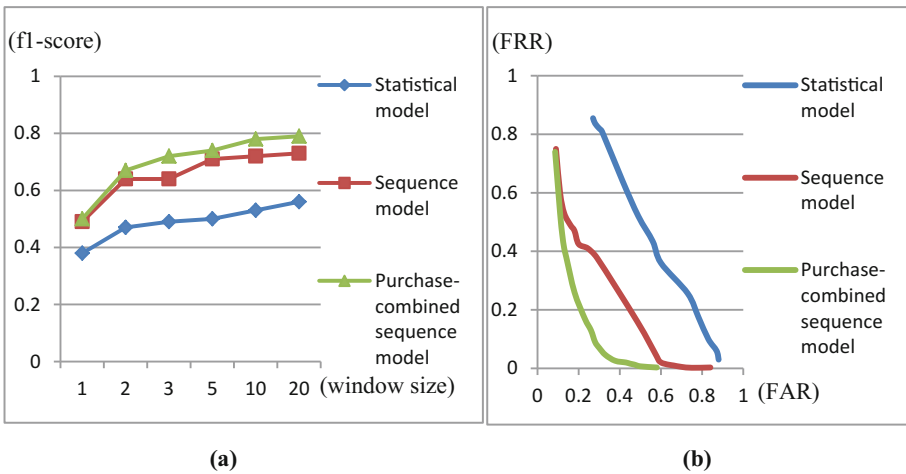 (f1-score)
1
0.8
0.6
0.4
0.2
0
1 2 3 5 10 20 (window size)
Statistical
model
Sequence
model
Purchase-
combined
sequence
model
(a)
(FRR)
1
0.8
0.6
0.4
0.2
0
0 0.2 0.4 0.6 0.8 1 (FAR)
Statistical
model
Sequence
model
Purchase-
combined
sequence
model
(b)